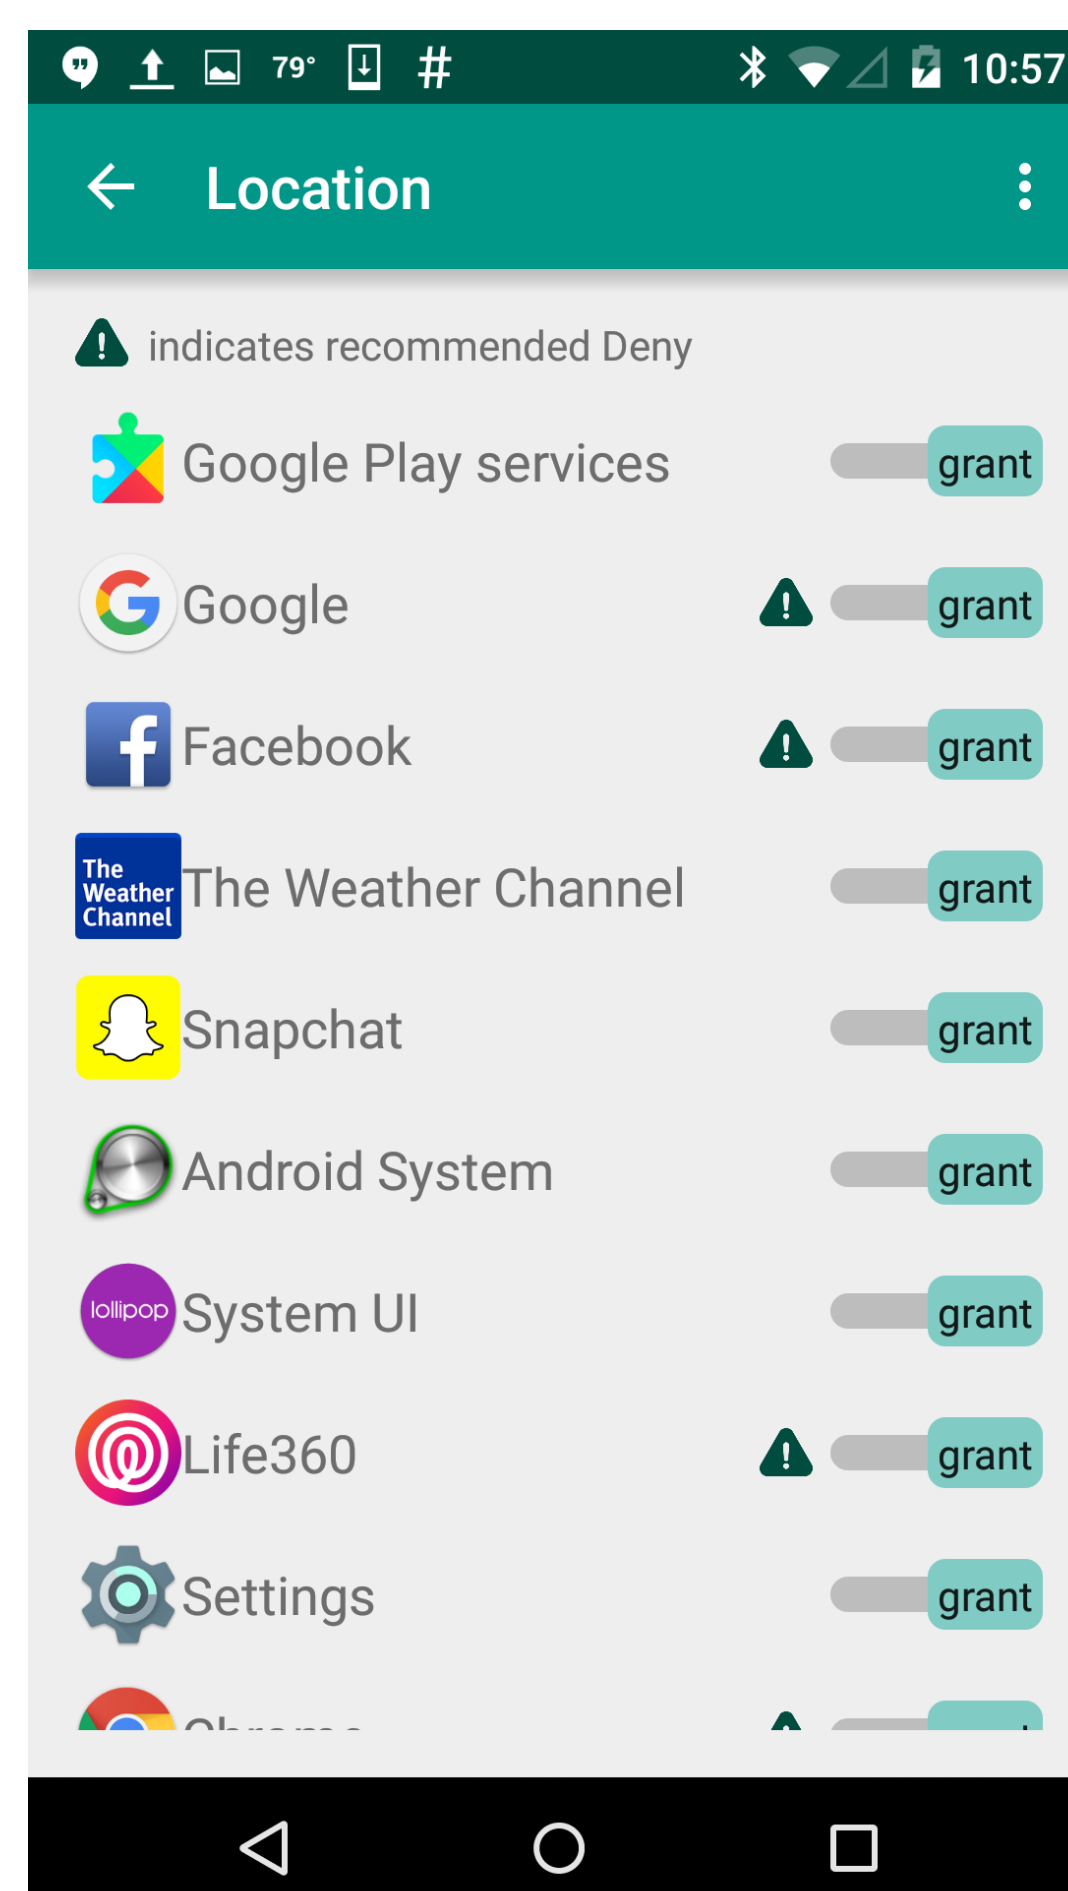 79° # 10:57
Location
indicates recommended Deny
Google Play services grant
Google grant
Facebook grant
The
Weather
Channel
The Weather Channel grant
Snapchat grant
Android System grant
lollipop
System UI grant
Life360 grant
Settings grant